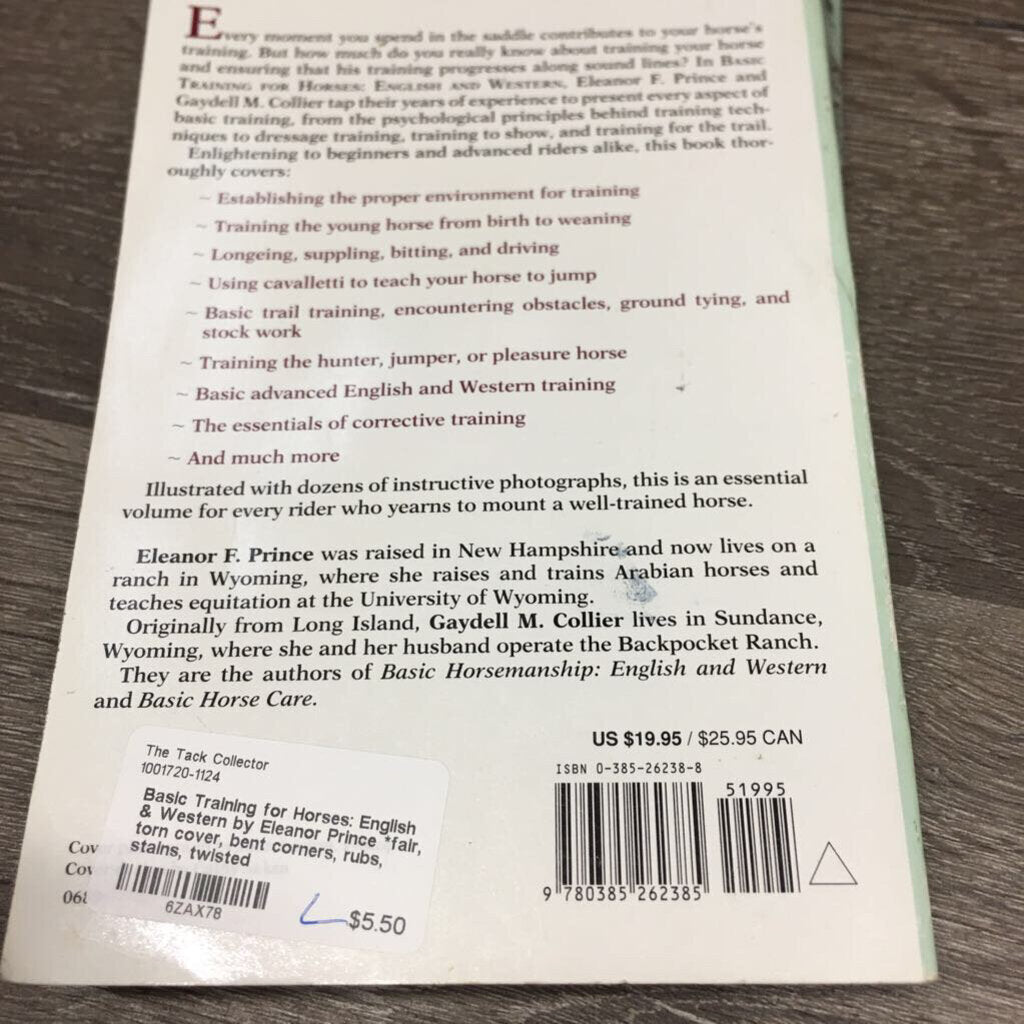 Every moment you spend in the saddle contributes to your horse's
training. But how much do you really know about training your horse
and ensuring that his training progresses along sound lines? In BASIC
TRAINING FOR HORSES: ENGLISH AND WESTERN, Eleanor F. Prince and
Gaydell M. Collier tap their years of experience to present every aspect of
basic training, from the psychological principles behind training tech-
niques to dressage training, training to show, and training for the trail.
Enlightening to beginners and advanced riders alike, this book thor-
oughly covers:
~ Establishing the proper environment for training
~ Training the young horse from birth to weaning
~ Longeing, suppling, bitting, and driving
~ Using cavalletti to teach your horse to jump
~ Basic trail training, encountering obstacles, ground tying, and
stock work
~ Training the hunter, jumper, or pleasure horse
~ Basic advanced English and Western training
~ The essentials of corrective training
~ And much more
Illustrated with dozens of instructive photographs, this is an essential
volume for every rider who yearns to mount a well-trained horse.
Eleanor F. Prince was raised in New Hampshire and now lives on a
ranch in Wyoming, where she raises and trains Arabian horses and
teaches equitation at the University of Wyoming.
Originally from Long Island, Gaydell M. Collier lives in Sundance,
Wyoming, where she and her husband operate the Backpocket Ranch.
They are the authors of Basic Horsemanship: English and Western
and Basic Horse Care.
US $19.95 / $25.95 CAN
ISBN 0-385-26238-8
51995
9 780385 262385
The Tack Collector
1001720-1124
Basic Training for Horses: English
& Western by Eleanor Prince *fair,
torn cover, bent corners, rubs,
stains, twisted
6ZAX78
$5.50
Cov
Cov